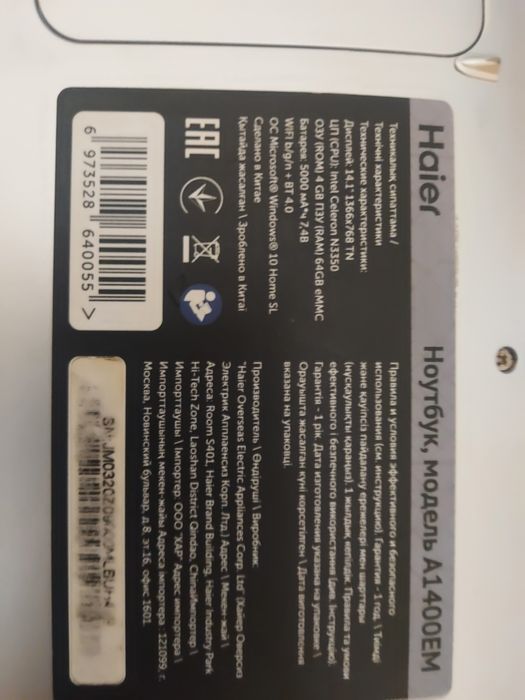 Haier
Ноутбук, модель A1400EM
Техникалық сипаттама /
Технічні характеристики
Технические характеристики:
Дисплей 14.1" 1366x768 TN
ЦП (CPU): Intel Celeron N3350
ОЗУ (ROM) 4 GB ПЗУ (RAM) 64GB eMMC
Батарея: 5000 мА*ч 7,4В
WIFI b/g/n + BT 4.0
ОС Microsoft® Windows® 10 Home SL
Сделано в Китае
Қытайда жасалған \ Зроблено в Китаї
EAC
6 973528 640055 >
Правила и условия эффективного и безопасного
использования (см. инструкцию). Гарантия - 1 год. \ Тиімді
және қауіпсіз пайдалану ережелері мен шарттары
(нұсқаулықты қараңыз). 1 жылдық кепілдік. Правила та умови
ефективного і безпечного використання (див. Інструкцію).
Гарантія - 1 рік. Дата изготовления указана на упаковке \
Орауышта жасалған күні көрсетілген \ Дата виготовлення
вказана на упаковці.
Производитель \ Өндіруші \ Виробник:
"Haier Overseas Electric Appliances Corp. Ltd" (Хайер Оверсиз
Электрик Апплаенсиз Корп. Лтд.) Адрес \ Мекен-жай \
Адреса: Room S401, Haier Brand Building, Haier Industry Park
Hi-Tech Zone, Laoshan District Qindao, China
Импортер \
Импорттаушы \ Імпортер: ООО "ХАР". Адрес импортера \
Импорттаушының мекен-жайы Адреса імпортера : 121099, г.
Москва, Новинский бульвар, д.8, эт.16, офис 1601